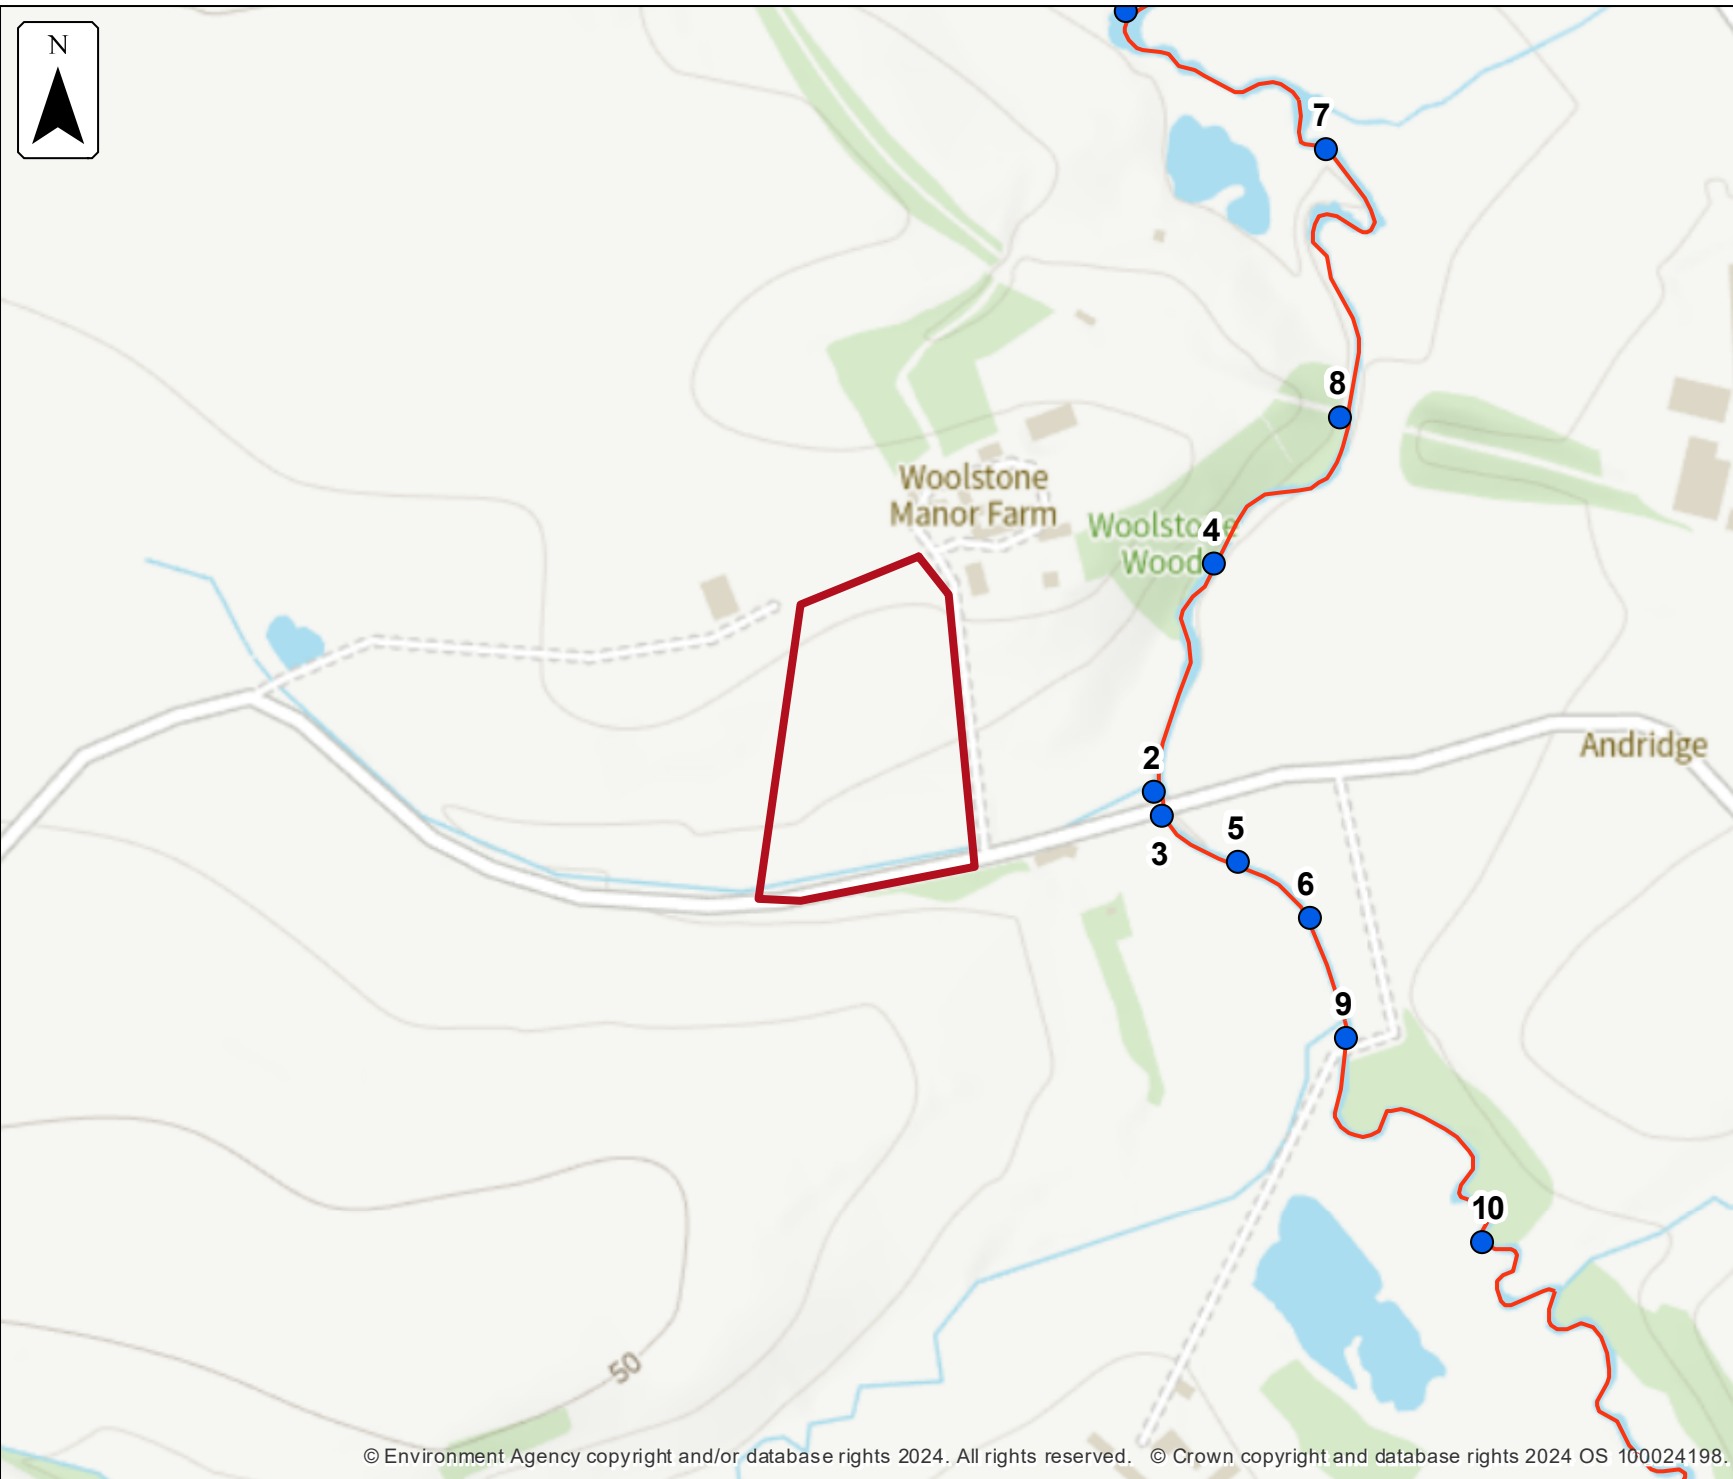 N
7
8
Woolstone
Manor Farm
Woolstone
Wood
4
2
Andridge
3
5
6
9
10
50
© Environment Agency copyright and/or database rights 2024. All rights reserved. © Crown copyright and database rights 2024 OS 100024198.